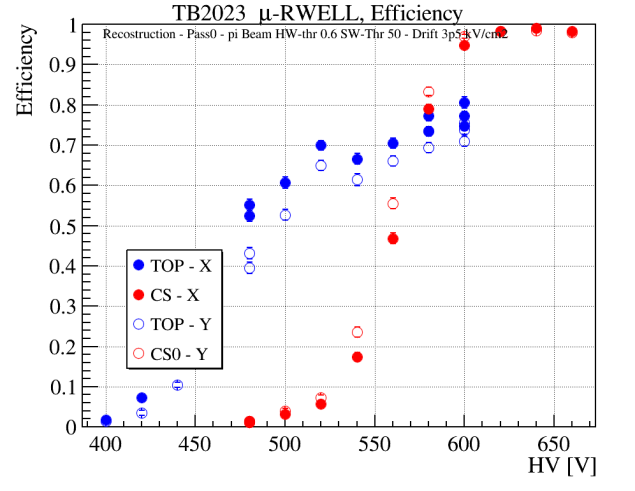 TB2023 μ-RWELL, Efficiency
Recostruction - Pass0 - pi Beam HW-thr 0.6 SW-Thr 50 - Drift 3p5 kV/cm2
Efficiency
1
0.9
0.8
0.7
0.6
0.5
0.4
0.3
0.2
0.1
0
TOP - X
CS - X
TOP - Y
CS0 - Y
400 450 500 550 600 650
HV [V]